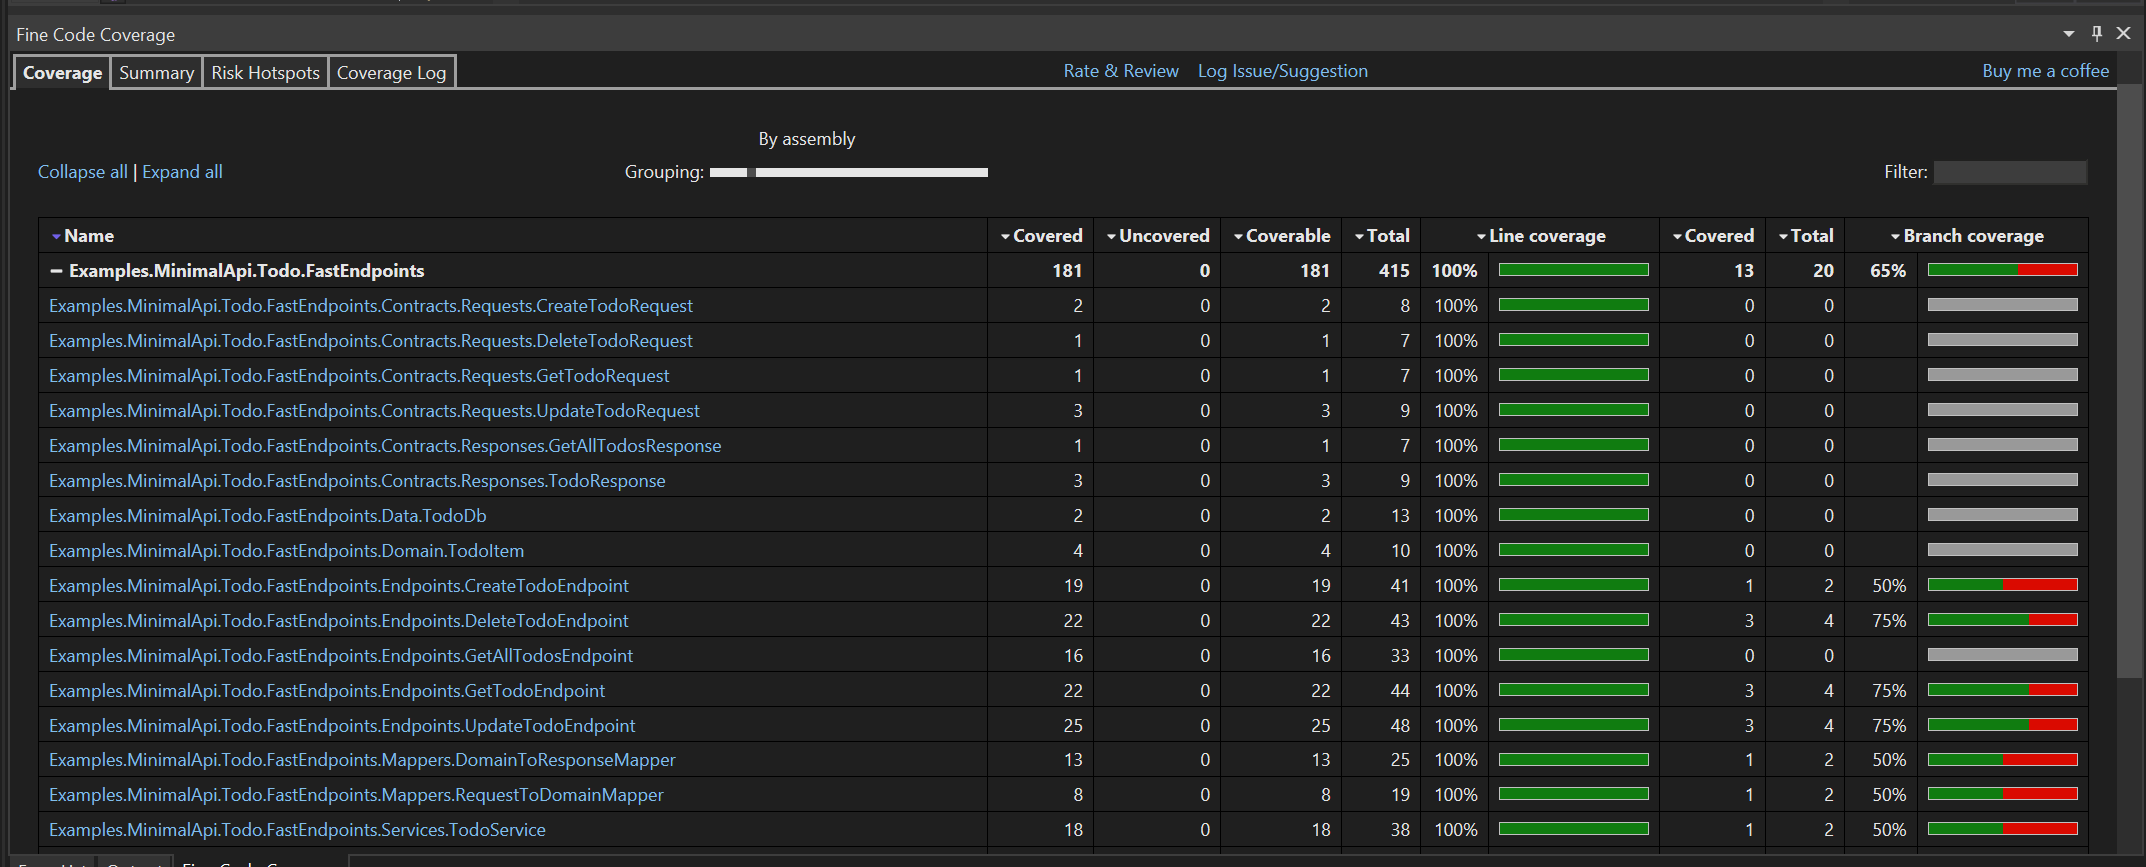 Fine Code Coverage
Coverage Summary Risk Hotspots Coverage Log Rate & Review Log Issue/Suggestion Buy me a coffee
By assembly
Collapse all | Expand all Grouping: Filter:
Name Covered Uncovered Coverable Total Line coverage Covered Total Branch coverage
Examples.MinimalApi.Todo.FastEndpoints 181 0 181 415 100% 13 20 65%
Examples.MinimalApi.Todo.FastEndpoints.Contracts.Requests.CreateTodoRequest 2 0 2 8 100% 0 0
Examples.MinimalApi.Todo.FastEndpoints.Contracts.Requests.DeleteTodoRequest 1 0 1 7 100% 0 0
Examples.MinimalApi.Todo.FastEndpoints.Contracts.Requests.GetTodoRequest 1 0 1 7 100% 0 0
Examples.MinimalApi.Todo.FastEndpoints.Contracts.Requests.UpdateTodoRequest 3 0 3 9 100% 0 0
Examples.MinimalApi.Todo.FastEndpoints.Contracts.Responses.GetAllTodosResponse 1 0 1 7 100% 0 0
Examples.MinimalApi.Todo.FastEndpoints.Contracts.Responses.TodoResponse 3 0 3 9 100% 0 0
Examples.MinimalApi.Todo.FastEndpoints.Data.TodoDb 2 0 2 13 100% 0 0
Examples.MinimalApi.Todo.FastEndpoints.Domain.TodoItem 4 0 4 10 100% 0 0
Examples.MinimalApi.Todo.FastEndpoints.Endpoints.CreateTodoEndpoint 19 0 19 41 100% 1 2 50%
Examples.MinimalApi.Todo.FastEndpoints.Endpoints.DeleteTodoEndpoint 22 0 22 43 100% 3 4 75%
Examples.MinimalApi.Todo.FastEndpoints.Endpoints.GetAllTodosEndpoint 16 0 16 33 100% 0 0
Examples.MinimalApi.Todo.FastEndpoints.Endpoints.GetTodoEndpoint 22 0 22 44 100% 3 4 75%
Examples.MinimalApi.Todo.FastEndpoints.Endpoints.UpdateTodoEndpoint 25 0 25 48 100% 3 4 75%
Examples.MinimalApi.Todo.FastEndpoints.Mappers.DomainToResponseMapper 13 0 13 25 100% 1 2 50%
Examples.MinimalApi.Todo.FastEndpoints.Mappers.RequestToDomainMapper 8 0 8 19 100% 1 2 50%
Examples.MinimalApi.Todo.FastEndpoints.Services.TodoService 18 0 18 38 100% 1 2 50%